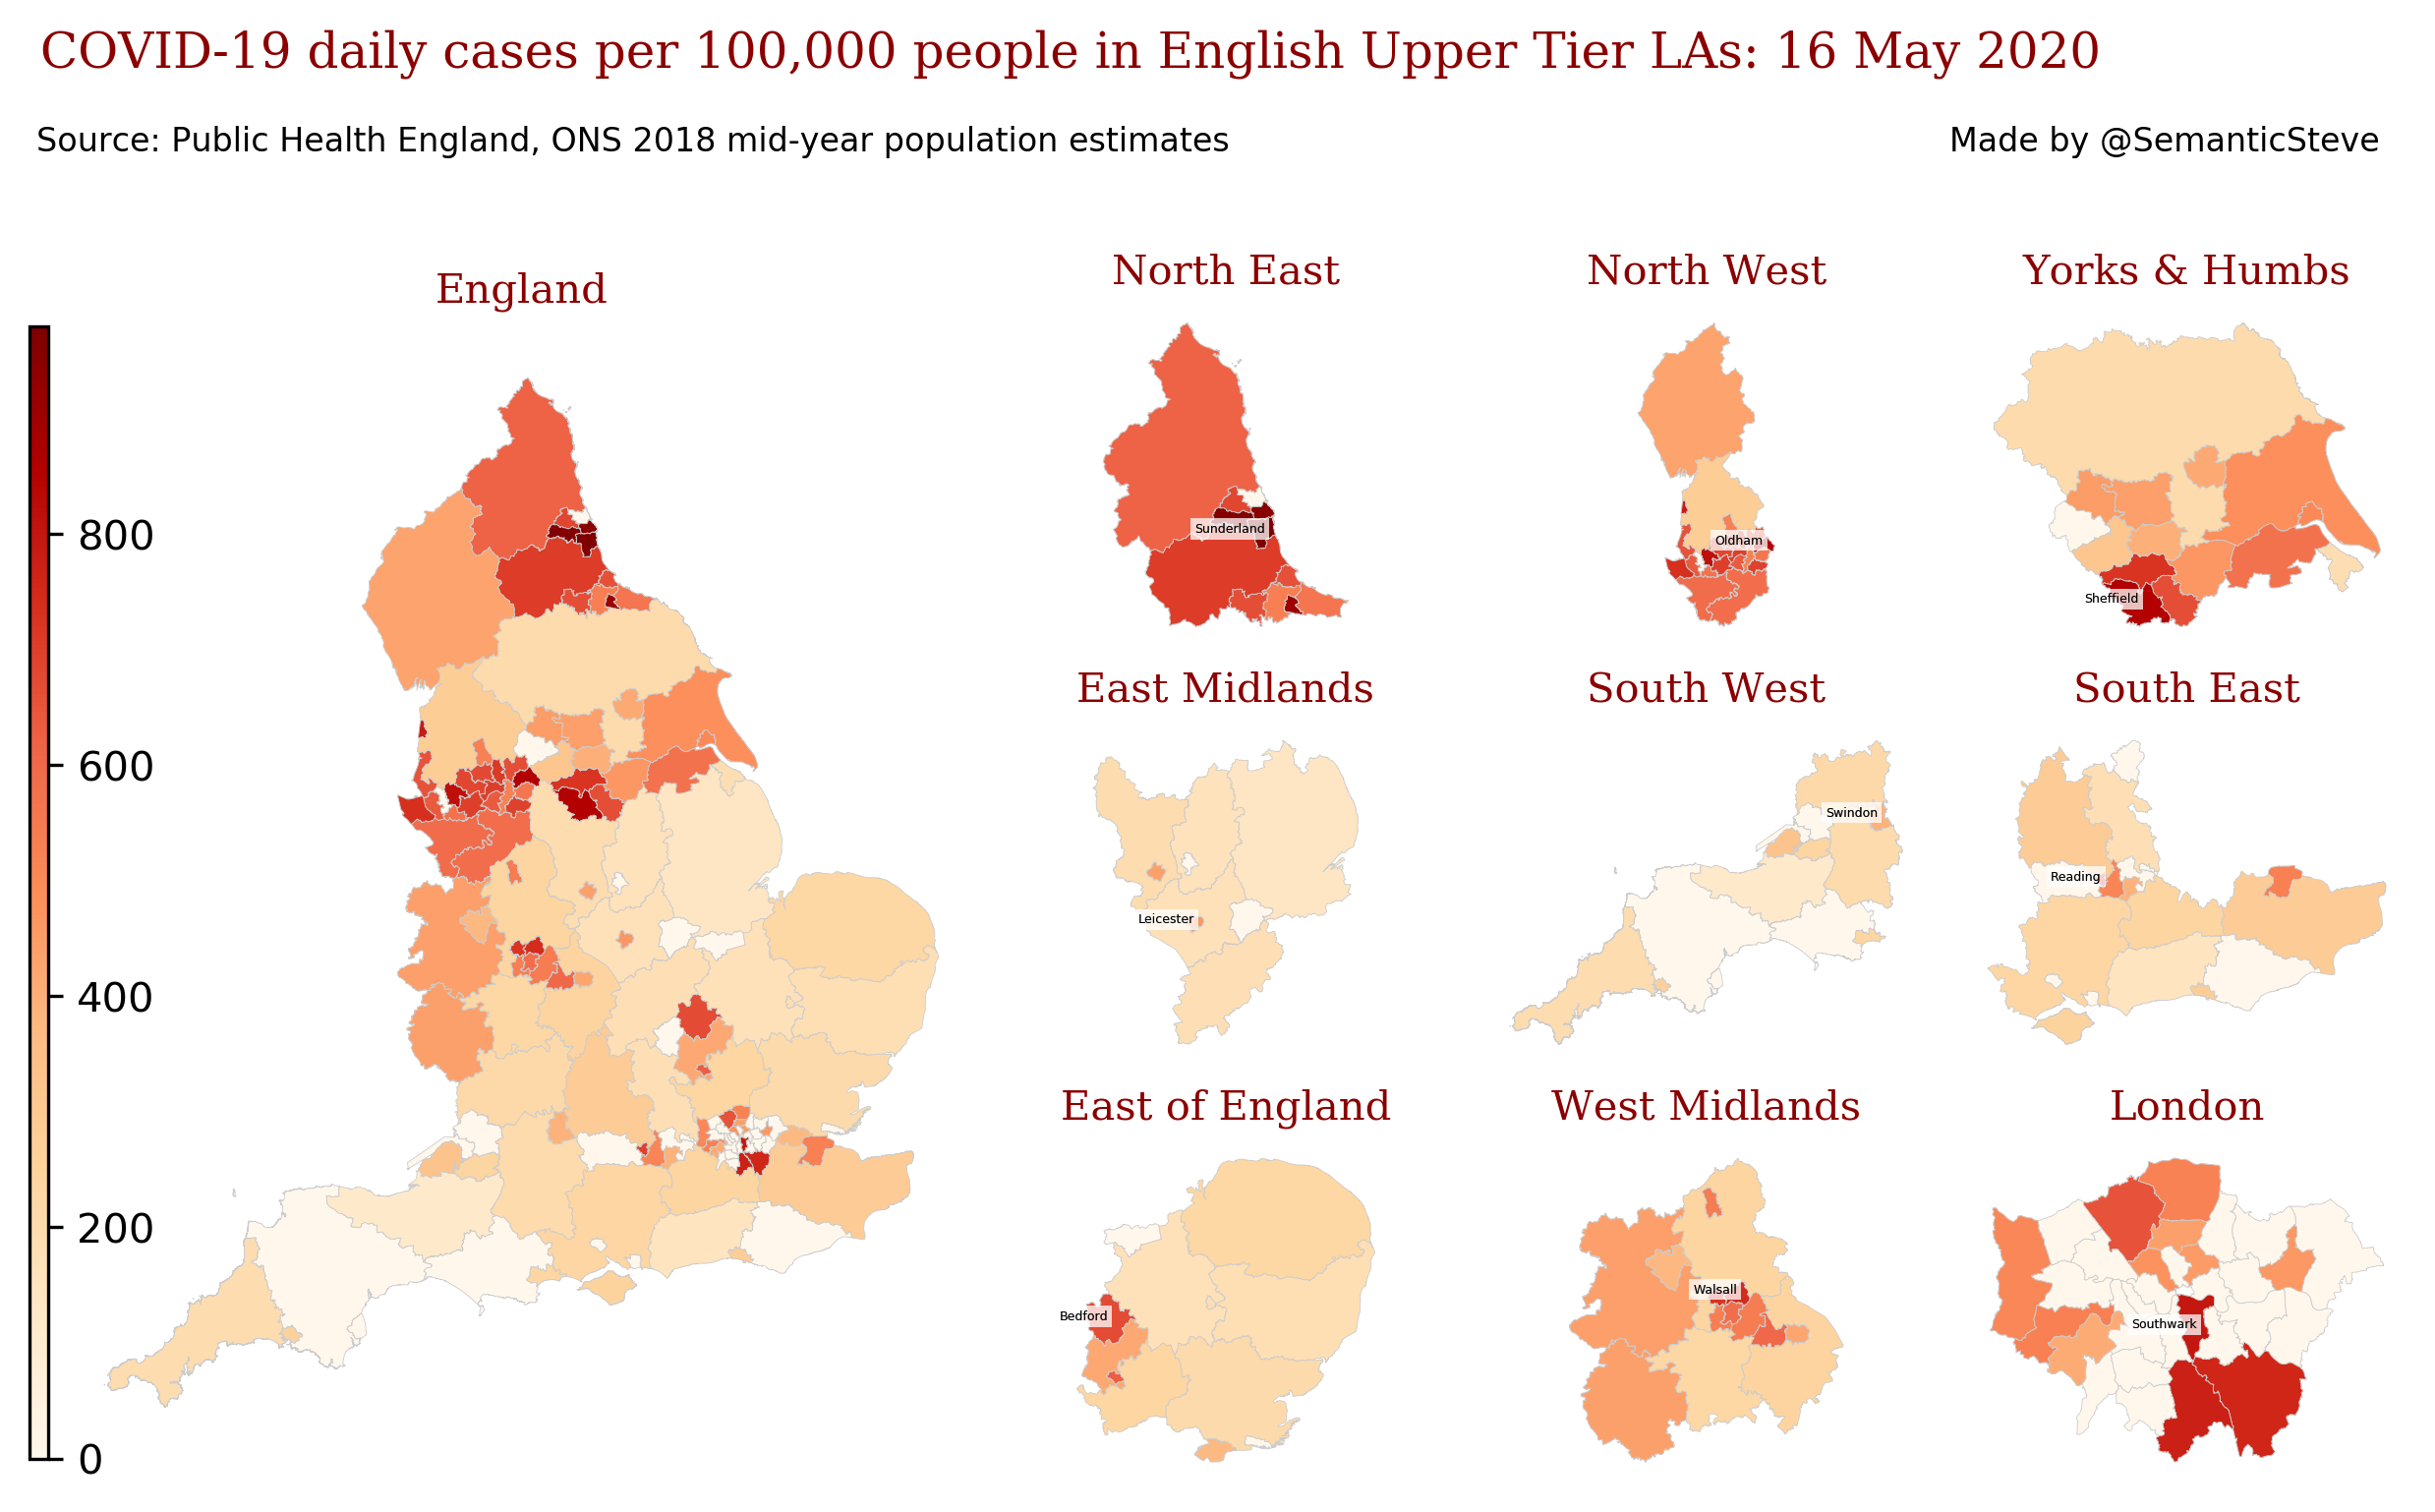 COVID-19 daily cases per 100,000 people in English Upper Tier LAs: 16 May 2020
Source: Public Health England, ONS 2018 mid-year population estimates
Made by @SemanticSteve
England
North East
North West
Yorks & Humbs
800
600
400
200
0
Sunderland
Oldham
Sheffield
East Midlands
South West
South East
Swindon
Reading
Leicester
East of England
West Midlands
London
Walsall
Bedford
Southwark